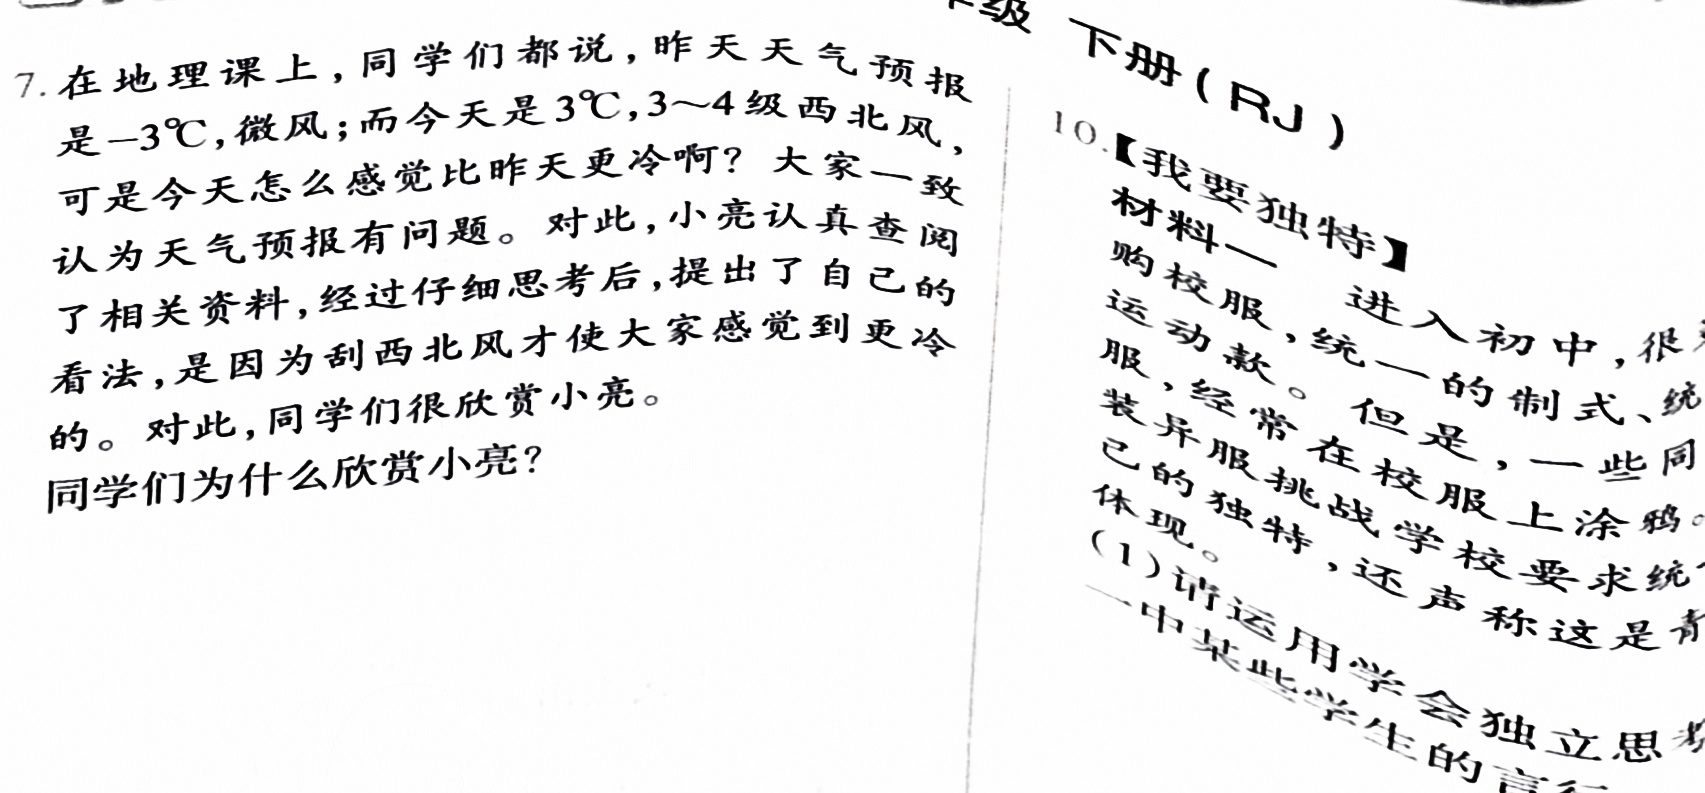 7.在地理课上,同学们都说,昨天天气预报
是－3℃,微风;而今天是3℃,3～4级西北风,
可是今天怎么感觉比昨天更冷啊？大家一致
认为天气预报有问题。对此,小亮认真查阅
了相关资料,经过仔细思考后,提出了自己的
看法,是因为刮西北风才使大家感觉到更冷
的。对此,同学们很欣赏小亮。
同学们为什么欣赏小亮？
级 下册(RJ)
10.【我要独特】
材料一 进入初中,很
购校服,统一的制式、统
运动款。但是,一些同
服,经常在校服上涂鸦。
装异服挑战学校要求统
己的独特,还声称这是青
体现。
(1)请运用学会独立思考
中某些学生的言行